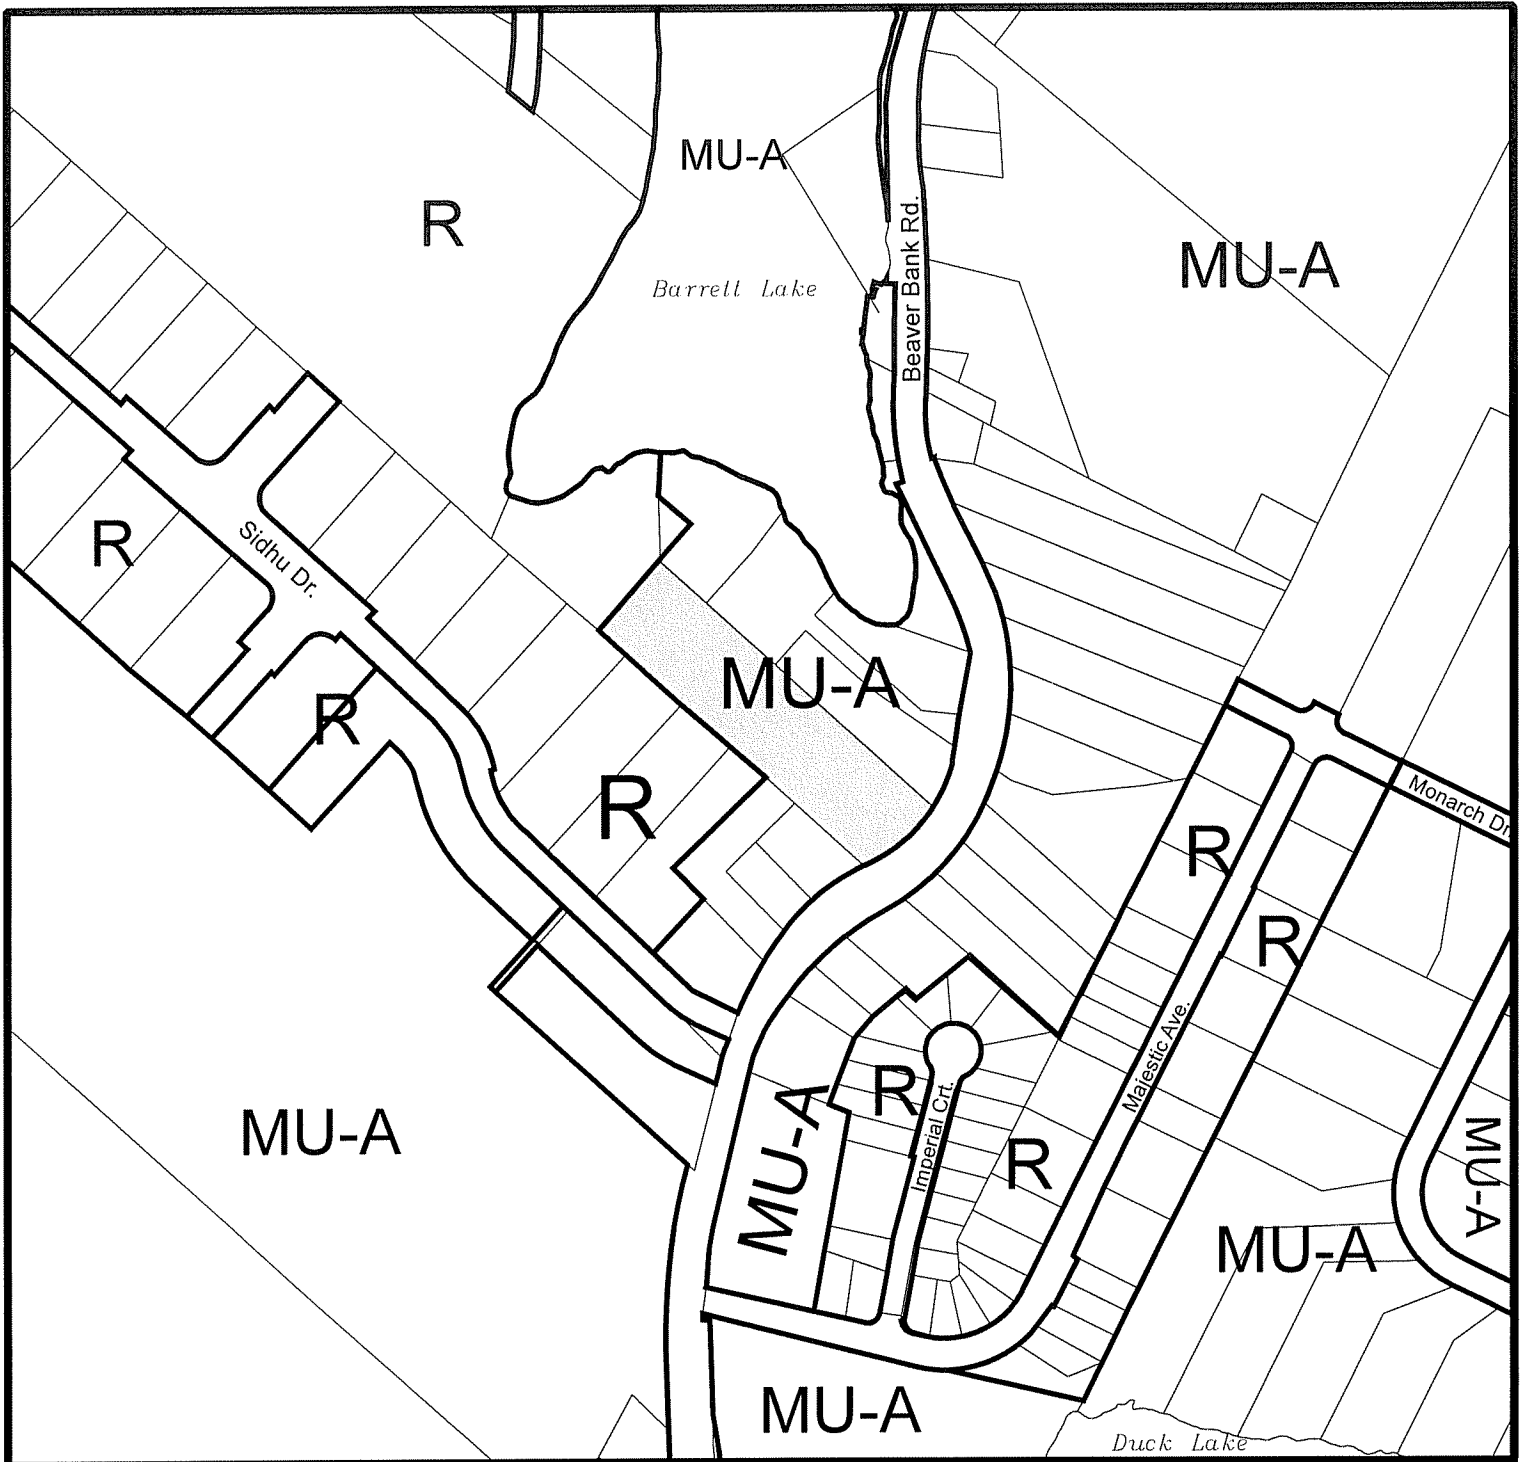 MU-A
R
Beaver Bank Rd.
MU-A
Barrett Lake
R
Sidhu Dr.
MU-A
R
R
Monarch Dr.
R
R
Majestic Ave.
R
Imperial Crt.
MU-A
MU-A
R
MU-A
MU-A
MU-A
Duck Lake